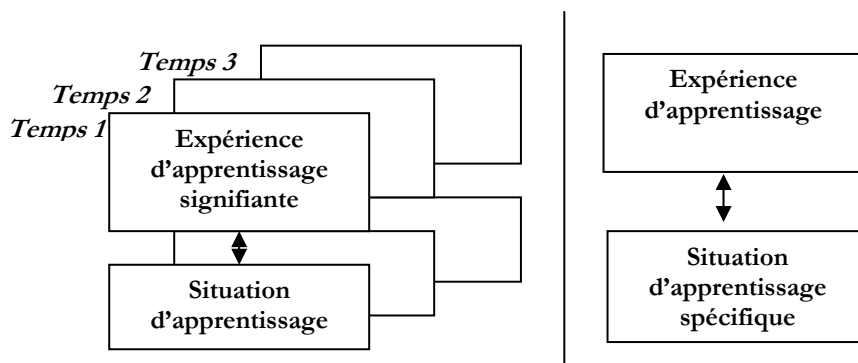 Temps 3
Temps 2
Temps 1
Expérience
d'apprentissage
signifiante
Situation
d'apprentissage
Expérience
d'apprentissage
Situation
d'apprentissage
spécifique